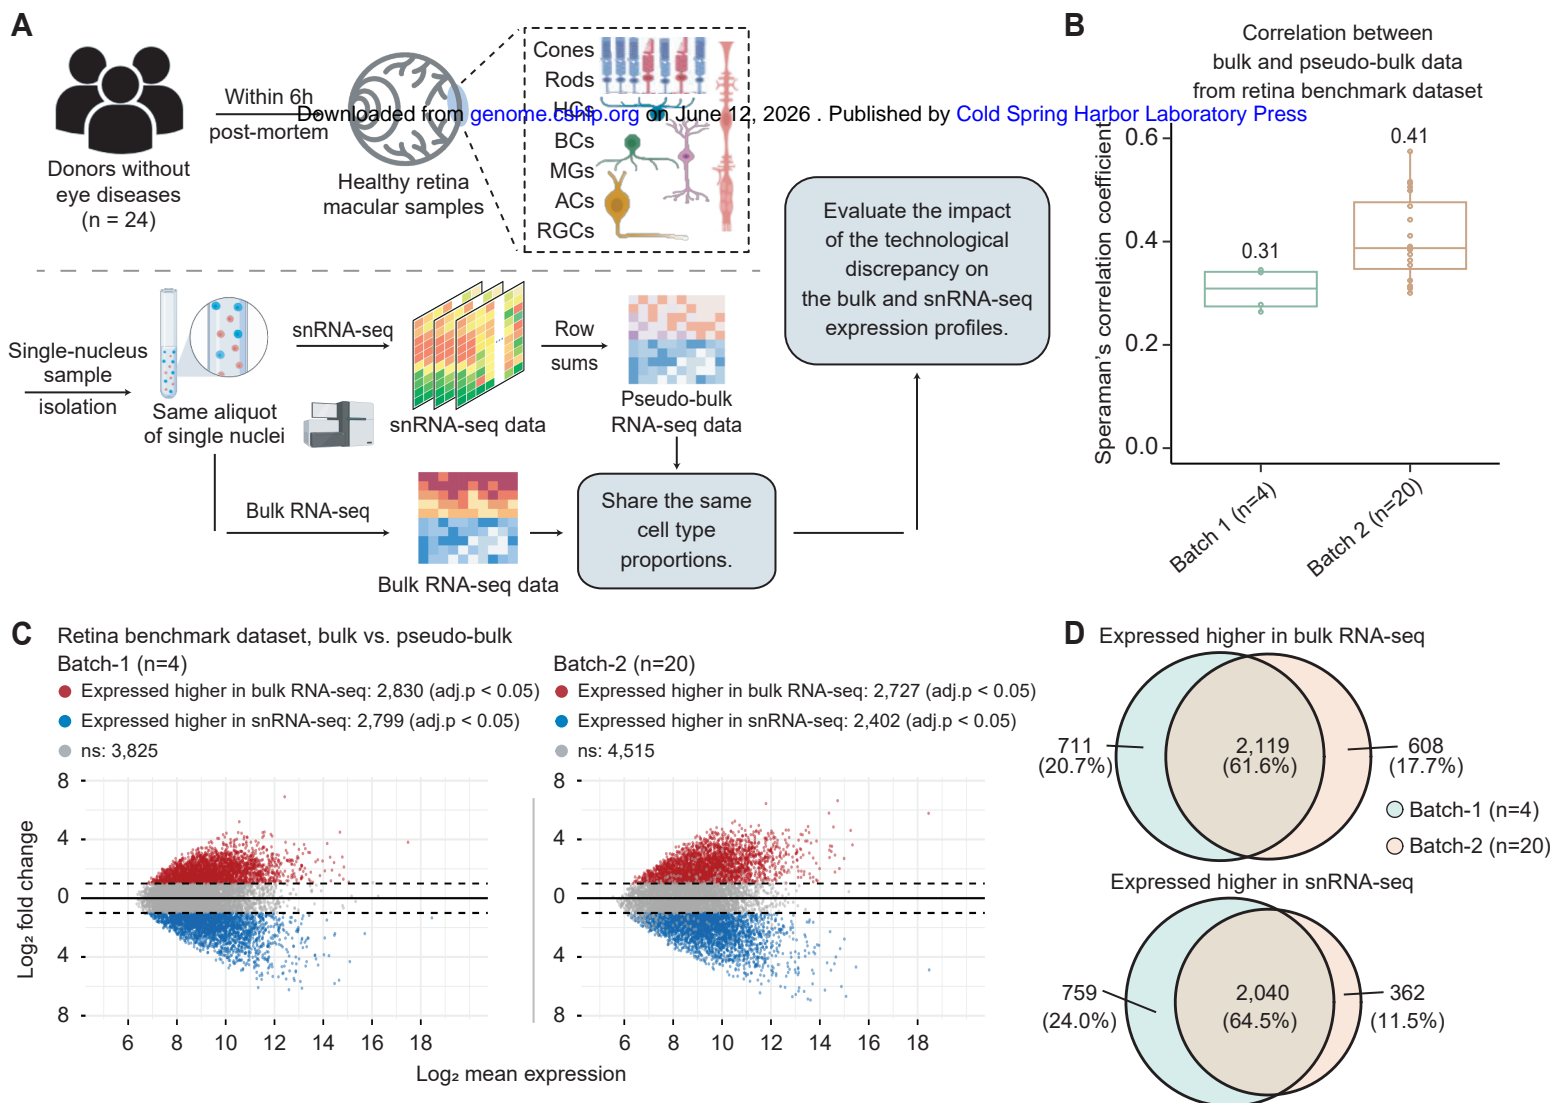 A
Donors without
eye diseases
(n = 24)
Within 6h
post-mortem
Healthy retina
macular samples
Cones
Rods
HCs
BCs
MGs
ACs
RGCs
Downloaded from genome.cshlp.org on June 12, 2026 . Published by Cold Spring Harbor Laboratory Press
Single-nucleus
sample
isolation
Same aliquot
of single nuclei
snRNA-seq
snRNA-seq data
Row
sums
Pseudo-bulk
RNA-seq data
Bulk RNA-seq
Bulk RNA-seq data
Share the same
cell type
proportions.
Evaluate the impact
of the technological
discrepancy on
the bulk and snRNA-seq
expression profiles.
B
Correlation between
bulk and pseudo-bulk data
from retina benchmark dataset
Speraman's correlation coefficient
0.6
0.4
0.2
0.0
0.31
0.41
Batch 1 (n=4)
Batch 2 (n=20)
C
Retina benchmark dataset, bulk vs. pseudo-bulk
Batch-1 (n=4)
Expressed higher in bulk RNA-seq: 2,830 (adj.p < 0.05)
Expressed higher in snRNA-seq: 2,799 (adj.p < 0.05)
ns: 3,825
Batch-2 (n=20)
Expressed higher in bulk RNA-seq: 2,727 (adj.p < 0.05)
Expressed higher in snRNA-seq: 2,402 (adj.p < 0.05)
ns: 4,515
Log₂ fold change
8
4
0
4
8
6 8 10 12 14 16 18
8
4
0
4
8
6 8 10 12 14 16 18
Log₂ mean expression
D
Expressed higher in bulk RNA-seq
711
(20.7%)
2,119
(61.6%)
608
(17.7%)
Batch-1 (n=4)
Batch-2 (n=20)
Expressed higher in snRNA-seq
759
(24.0%)
2,040
(64.5%)
362
(11.5%)